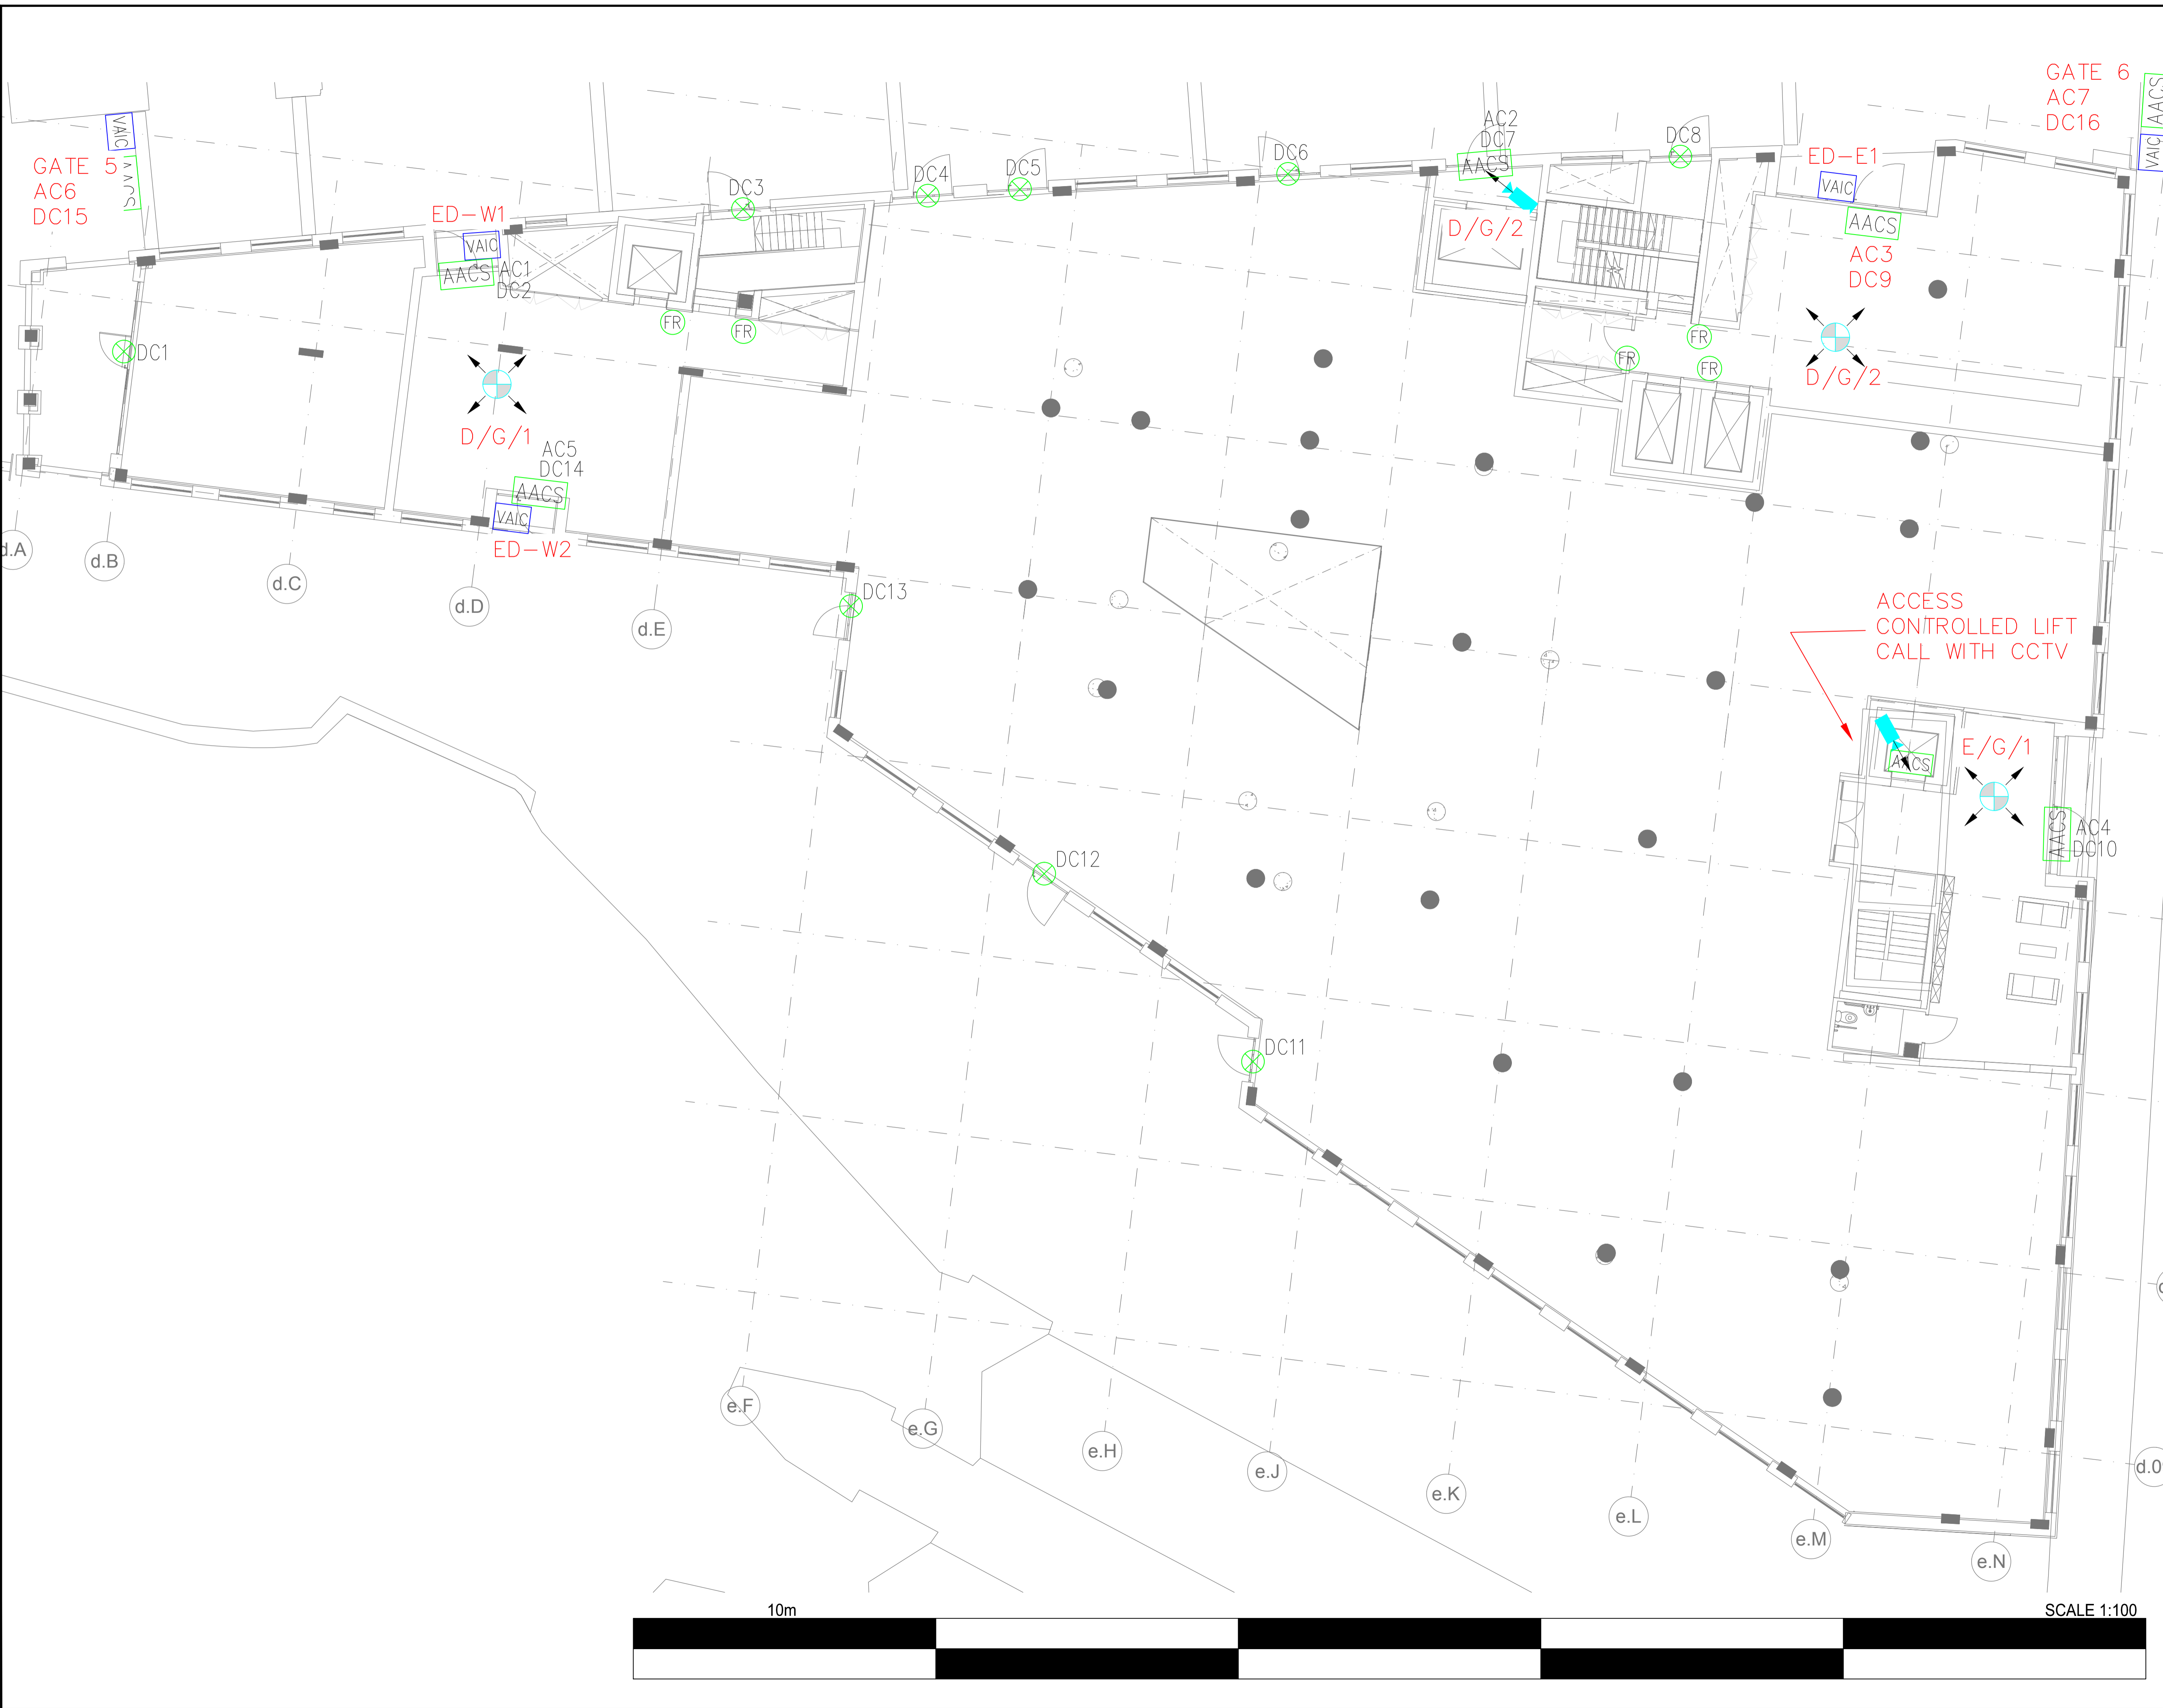 GATE 6
AC7
DC16
AACS
VAIC
VAIC
AACS
GATE 5
AC6
DC15
AC2
DC7
AACS
DC8
DC6
DC5
DC4
DC3
ED-E1
VAIC
AACS
AC3
DC9
ED-W1
VAIC
AACS
AC1
DC2
D/G/2
FR
FR
FR
FR
FR
DC1
D/G/2
D/G/1
AC5
DC14
AACS
VAIC
ED-W2
d.A
d.B
d.C
d.D
d.E
DC13
ACCESS
CONTROLLED LIFT
CALL WITH CCTV
AACS
E/G/1
AACS
AC4
DC10
DC12
DC11
e.F
e.G
e.H
e.J
e.K
e.L
e.M
e.N
10m
SCALE 1:100